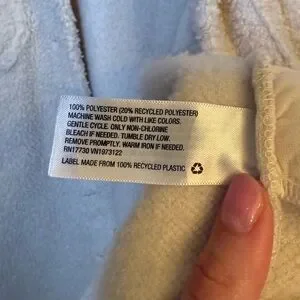 100% POLYESTER (20% RECYCLED POLYESTER)
MACHINE WASH COLD WITH LIKE COLORS.
GENTLE CYCLE. ONLY NON-CHLORINE
BLEACH IF NEEDED. TUMBLE DRY LOW.
REMOVE PROMPTLY. WARM IRON IF NEEDED.
RN17730 VN1973122
LABEL MADE FROM 100% RECYCLED PLASTIC